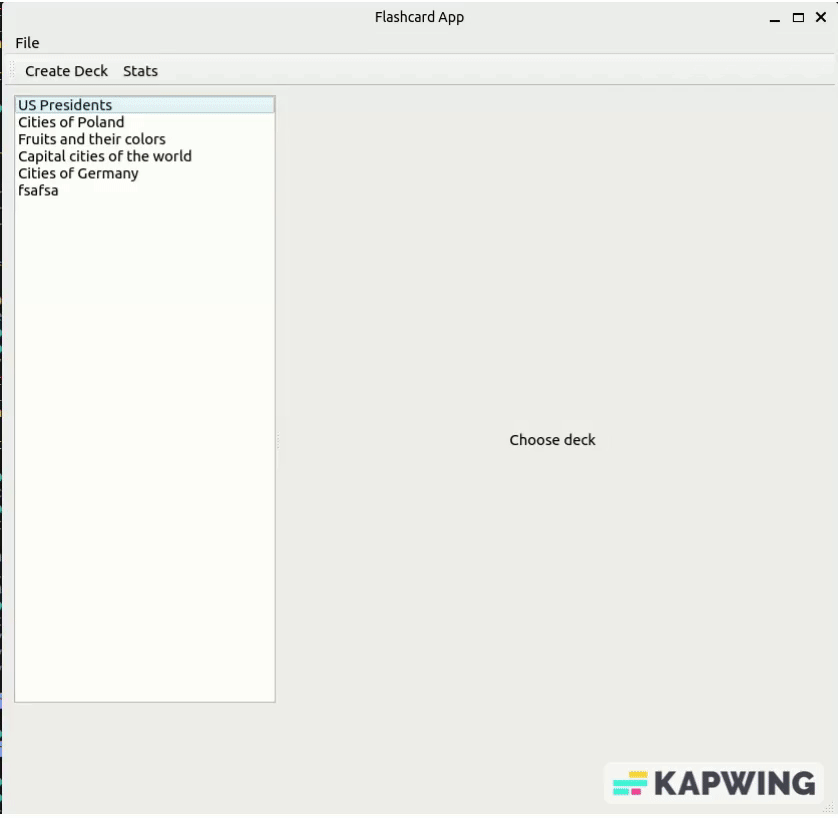 Flashcard App
File
Create Deck Stats
US Presidents
Cities of Poland
Fruits and their colors
Capital cities of the world
Cities of Germany
fsafsa
Choose deck
KAPWING